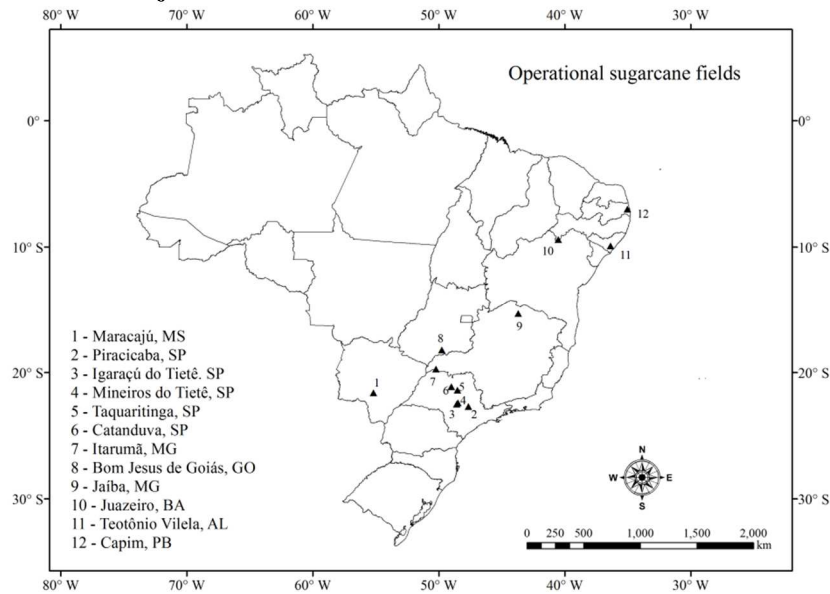 80° W 70° W 60° W 50° W 40° W 30° W
Operational sugarcane fields
0° 0°
10° S 10° S
20° S 20° S
30° S 30° S
12
10
11
9
8
7
1
6 5
4
3 2
1 - Maracajú, MS
2 - Piracicaba, SP
3 - Igaraçú do Tietê. SP
4 - Mineiros do Tietê, SP
5 - Taquaritinga, SP
6 - Catanduva, SP
7 - Itarumã, MG
8 - Bom Jesus de Goiás, GO
9 - Jaíba, MG
10 - Juazeiro, BA
11 - Teotônio Vilela, AL
12 - Capim, PB
N
W E
S
0 250 500 1,000 1,500 2,000
km
80° W 70° W 60° W 50° W 40° W 30° W